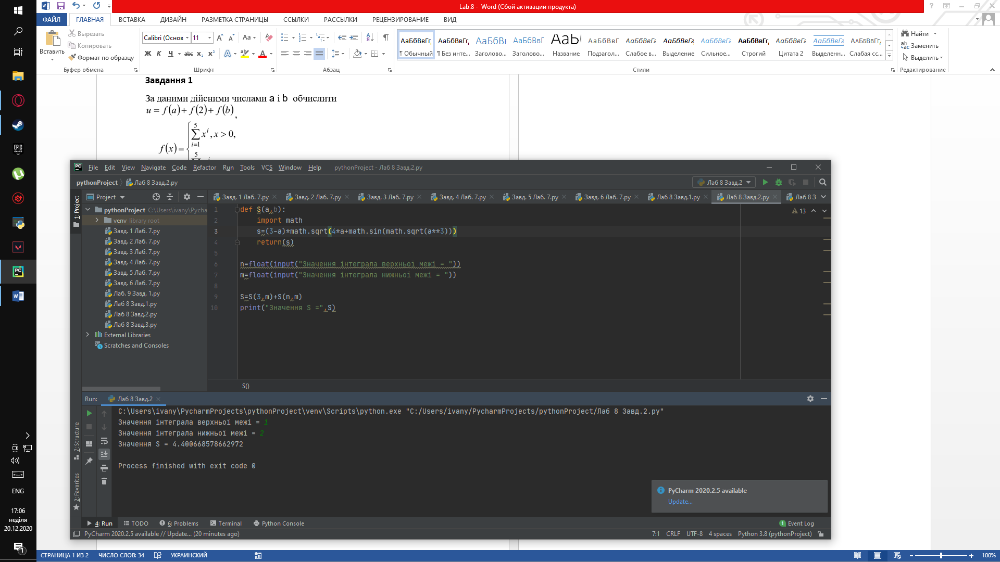 Lab.8 - Word (Сбой активации продукта)
ФАЙЛ ГЛАВНАЯ ВСТАВКА ДИЗАЙН РАЗМЕТКА СТРАНИЦЫ ССЫЛКИ РАССЫЛКИ РЕЦЕНЗИРОВАНИЕ ВИД
Вставить
Вырезать
Копировать
Формат по образцу
Буфер обмена
Calibri (Основ 11
Ж К Ч abc x₂ x²
Шрифт
Абзац
АаБбВвГг, АаБбВвГг, АаБбВв АаБбВвГ АаБб АаБбВвГ АаБбВвГг АаБбВвГг АаБбВвГг АаБбВвГг, АаБбВвГг АаБбВвГг ААББВВГГ
¶ Обычный ¶ Без инте... Заголово... Заголово... Название Подзагол... Слабое в... Выделение Сильное... Строгий Цитата 2 Выделенн... Слабая сс...
Стили
Найти
Заменить
Выделить
Редактирование
Завдання 1
За даними дійсними числами a і b обчислити
u = f(a)+ f(2)+ f(b),
5
∑ x^i , x > 0,
i=1
f(x)=
5
PC File Edit View Navigate Code Refactor Run Tools VCS Window Help pythonProject - Лаб 8 Завд.2.py
pythonProject Лаб 8 Завд.2.py
Лаб 8 Завд.2
Project
Завд. 1 Лаб. 7.py Завд. 2 Лаб. 7.py Завд. 3 Лаб. 7.py Завд. 4 Лаб. 7.py Завд. 5 Лаб. 7.py Завд. 6 Лаб. 7.py Лаб 8 Завд.1.py Лаб 8 Завд.2.py Лаб 8 З
1: Project
pythonProject C:\Users\ivany\Pycha
venv library root
Завд. 1 Лаб. 7.py
Завд. 2 Лаб. 7.py
Завд. 3 Лаб. 7.py
Завд. 4 Лаб. 7.py
Завд. 5 Лаб. 7.py
Завд. 6 Лаб. 7.py
Лаб. 9 Завд. 1.py
Лаб 8 Завд.1.py
Лаб 8 Завд.2.py
Лаб 8 Завд.3.py
External Libraries
Scratches and Consoles
13
1 def S(a,b):
2 import math
3 s=(3-a)*math.sqrt(4*a+math.sin(math.sqrt(a**3)))
4 return(s)
5
6 n=float(input("Значення інтеграла верхньої межі = "))
7 m=float(input("Значення інтеграла нижньої межі = "))
8
9 S=S(3,m)+S(n,m)
10 print("Значення S =",S)
S()
Run: Лаб 8 Завд.2
C:\Users\ivany\PycharmProjects\pythonProject\venv\Scripts\python.exe "C:/Users/ivany/PycharmProjects/pythonProject/Лаб 8 Завд.2.py"
Значення інтеграла верхньої межі = 1
Значення інтеграла нижньої межі = 2
Значення S = 4.400668578662972
Process finished with exit code 0
7: Structure
2: Favorites
PyCharm 2020.2.5 available
Update...
4: Run TODO 6: Problems Terminal Python Console 1 Event Log
PyCharm 2020.2.5 available // Update... (20 minutes ago) 7:1 CRLF UTF-8 4 spaces Python 3.8 (pythonProject)
EPIC GAMES
ENG
17:06
неділя
20.12.2020
1
СТРАНИЦА 1 ИЗ 2 ЧИСЛО СЛОВ: 34 УКРАИНСКИЙ 100%